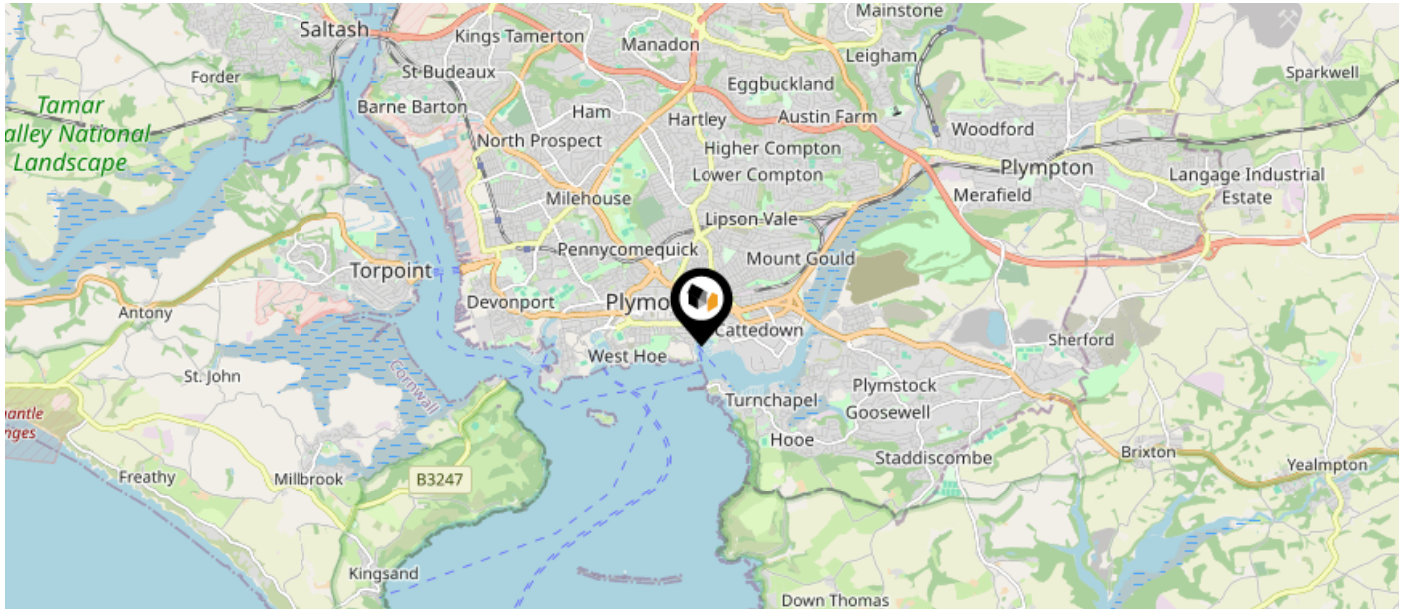 Mainstone
Saltash
Kings Tamerton
Manadon
Leigham
St Budeaux
Forder
Eggbuckland
Sparkwell
Tamar
alley National
Landscape
Barne Barton
Ham
Hartley
Austin Farm
Woodford
North Prospect
Higher Compton
Plympton
Lower Compton
Langage Industrial
Estate
Merafield
Milehouse
Lipson Vale
Pennycomequick
Mount Gould
Torpoint
Devonport
Plymo
Antony
Cattedown
Sherford
West Hoe
St. John
Cornwall
Plymstock
Turnchapel
Goosewell
antle
nges
Hooe
Staddiscombe
Brixton
Yealmpton
Freathy
Millbrook
B3247
Kingsand
Down Thomas